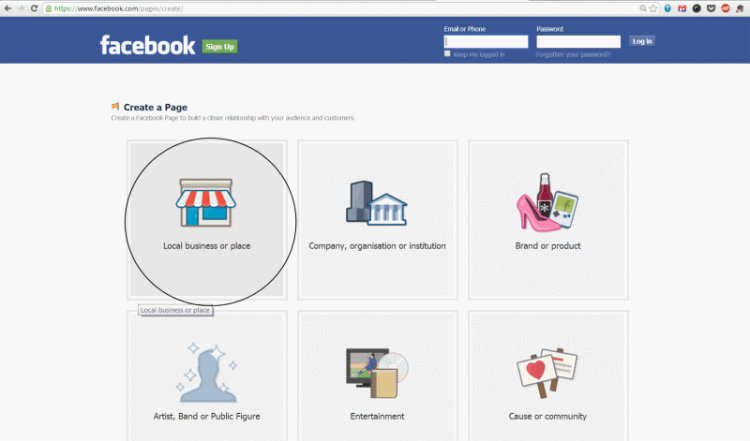 https://www.facebook.com/pages/create/
facebook
Sign Up
Email or Phone
Password
Log in
Keep me logged in
Forgotten your password?
Create a Page
Create a Facebook Page to build a closer relationship with your audience and customers.
Local business or place
Company, organisation or institution
Brand or product
Local business or place
Artist, Band or Public Figure
Entertainment
Cause or community